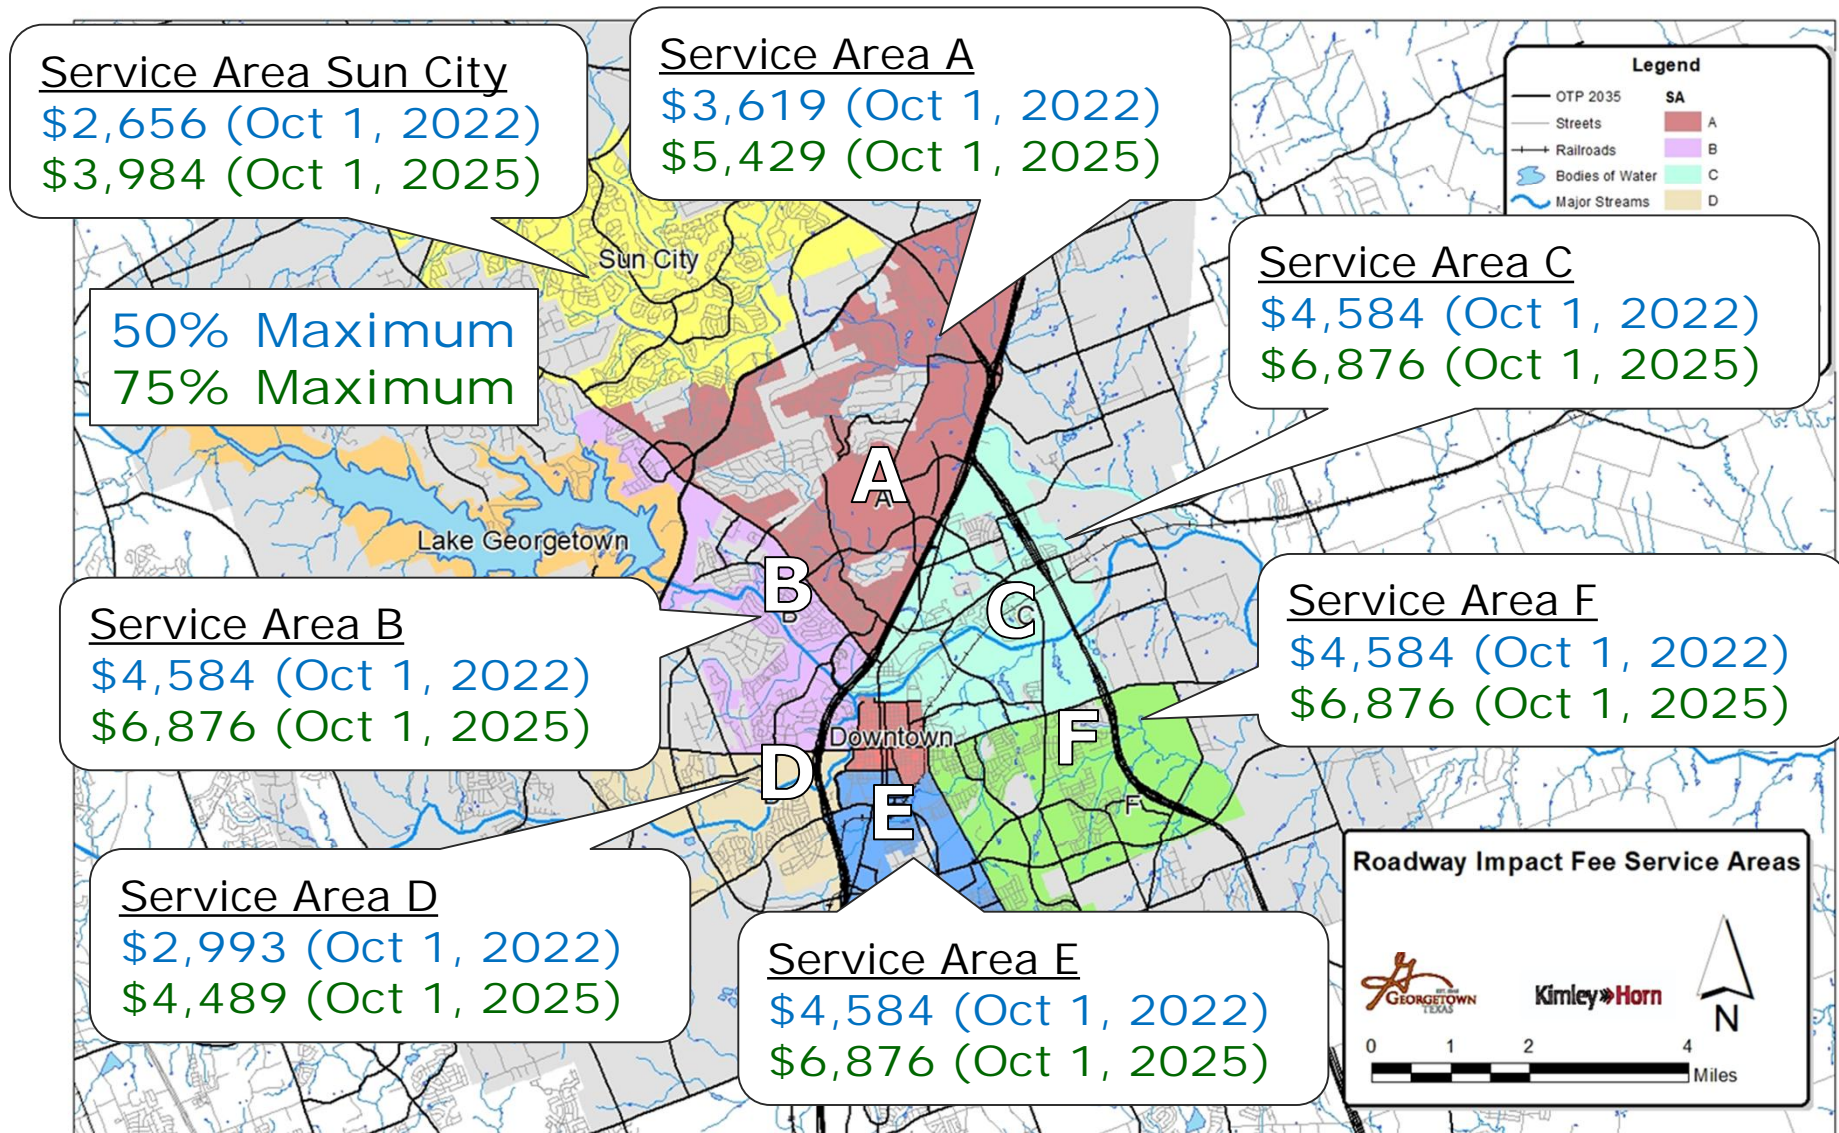 Service Area Sun City
$2,656 (Oct 1, 2022)
$3,984 (Oct 1, 2025)
Service Area A
$3,619 (Oct 1, 2022)
$5,429 (Oct 1, 2025)
Legend
OTP 2035
Streets
Railroads
Bodies of Water
Major Streams
SA
A
B
C
D
Service Area C
$4,584 (Oct 1, 2022)
$6,876 (Oct 1, 2025)
50% Maximum
75% Maximum
Sun City
A
A
Lake Georgetown
B
B
C
C
Service Area B
$4,584 (Oct 1, 2022)
$6,876 (Oct 1, 2025)
Service Area F
$4,584 (Oct 1, 2022)
$6,876 (Oct 1, 2025)
Downtown
D
E
F
F
Service Area D
$2,993 (Oct 1, 2022)
$4,489 (Oct 1, 2025)
Service Area E
$4,584 (Oct 1, 2022)
$6,876 (Oct 1, 2025)
Roadway Impact Fee Service Areas
GEORGETOWN
TEXAS
Kimley»Horn
N
0 1 2 4
Miles